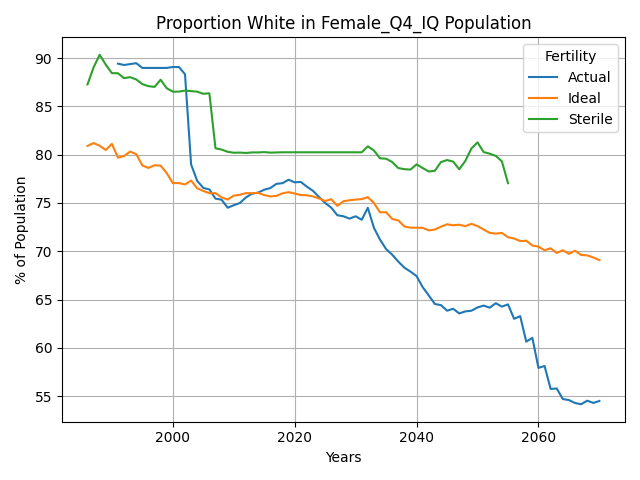 Proportion White in Female_Q4_IQ Population
Fertility
Actual
Ideal
Sterile
% of Population
90
85
80
75
70
65
60
55
2000
2020
2040
2060
Years